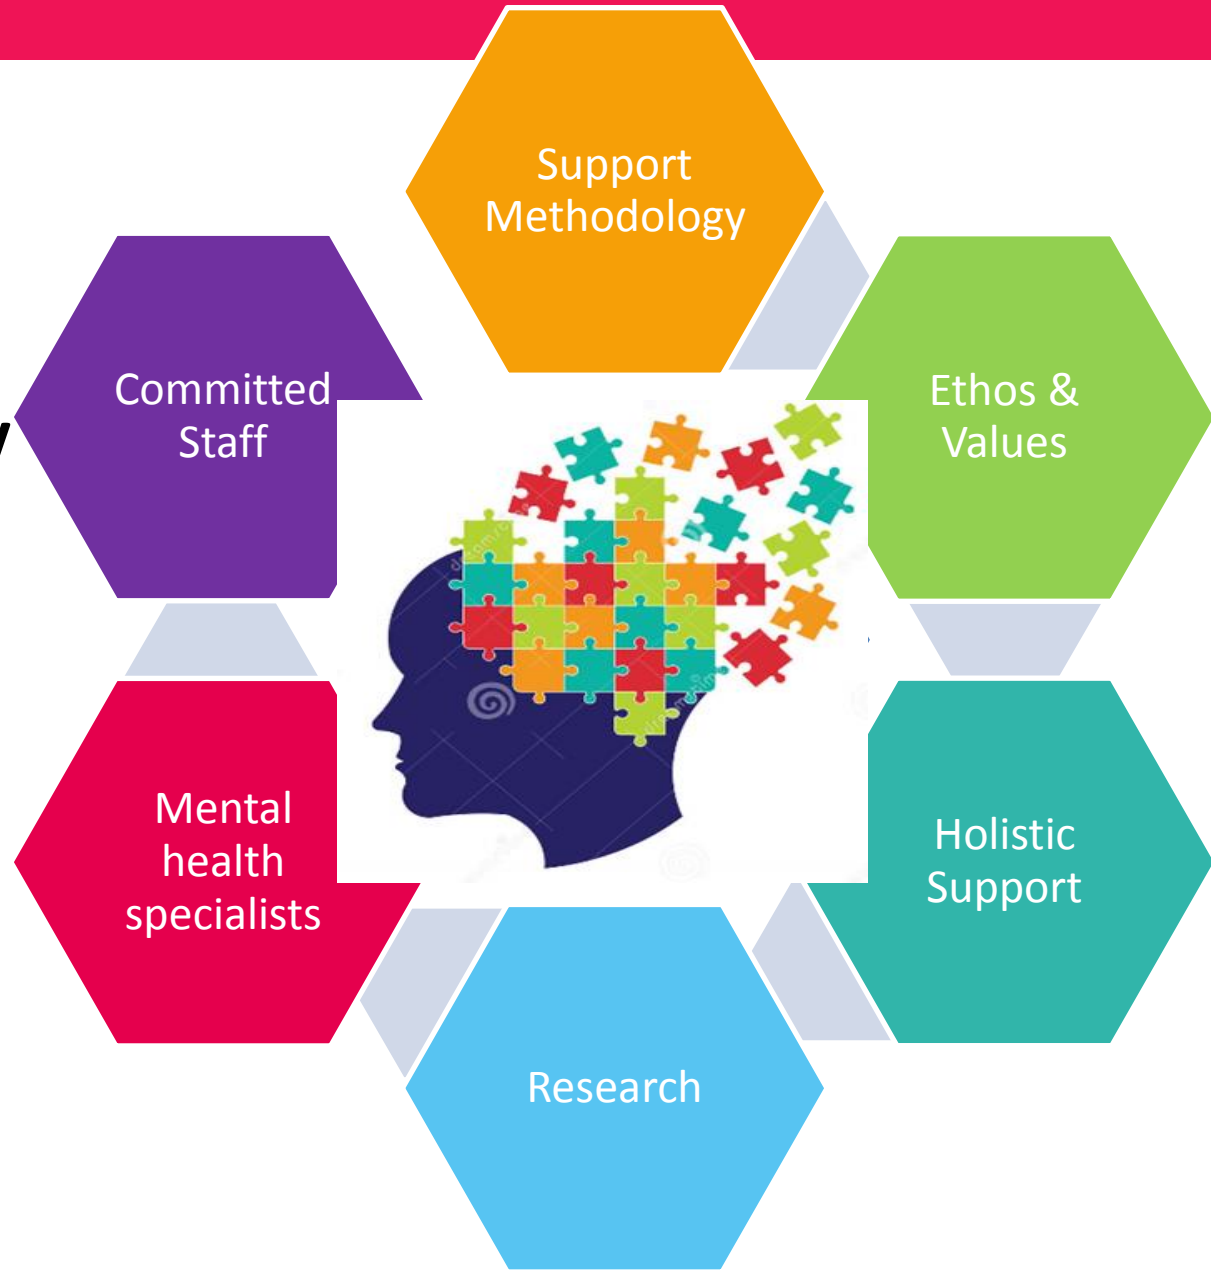 Support
Methodology
Ethos &
Values
Holistic
Support
Research
Mental
health
specialists
Committed
Staff